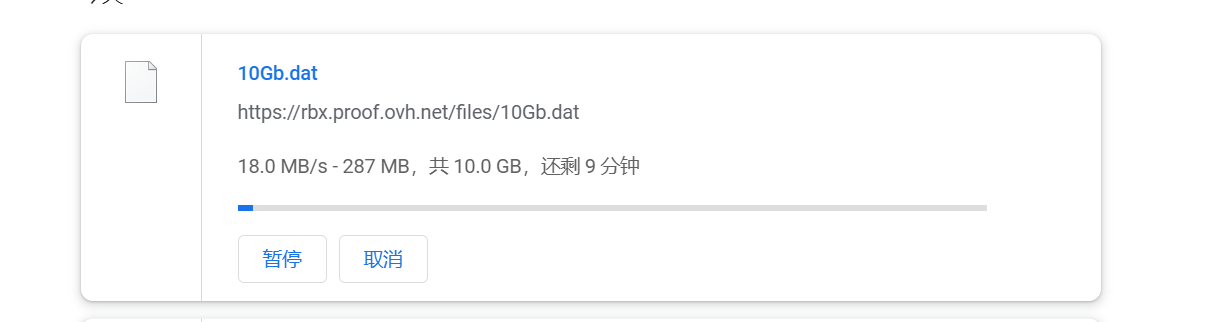 10Gb.dat
https://rbx.proof.ovh.net/files/10Gb.dat
18.0 MB/s - 287 MB，共 10.0 GB，还剩 9 分钟
暂停 取消